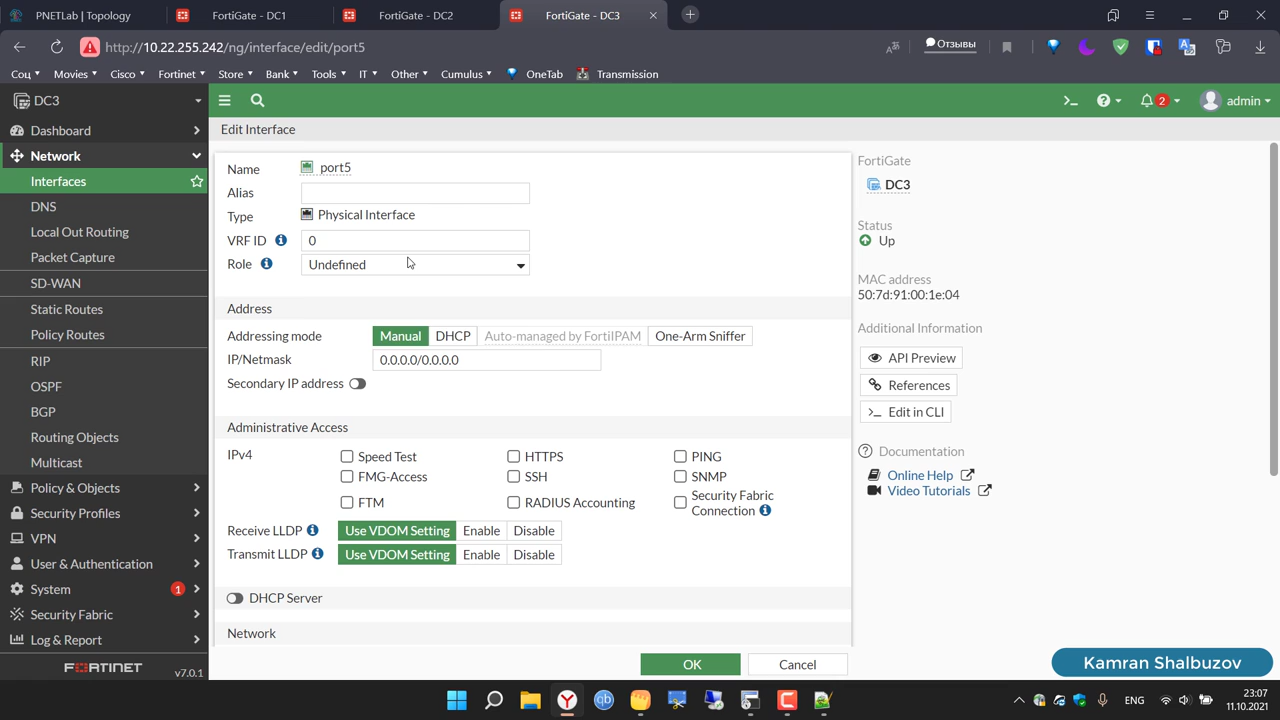 PNETLab | Topology
FortiGate - DC1
FortiGate - DC2
FortiGate - DC3
http://10.22.255.242/ng/interface/edit/port5
Отзывы
Соц
Movies
Cisco
Fortinet
Store
Bank
Tools
IT
Other
Cumulus
OneTab
Transmission
DC3
2
admin
Dashboard
Network
Interfaces
DNS
Local Out Routing
Packet Capture
SD-WAN
Static Routes
Policy Routes
RIP
OSPF
BGP
Routing Objects
Multicast
Policy & Objects
Security Profiles
VPN
User & Authentication
System 1
Security Fabric
Log & Report
FORTINET v7.0.1
Edit Interface
Name port5
Alias
Type Physical Interface
VRF ID 0
Role Undefined
Address
Addressing mode Manual DHCP Auto-managed by FortiIPAM One-Arm Sniffer
IP/Netmask 0.0.0.0/0.0.0.0
Secondary IP address
Administrative Access
IPv4 Speed Test HTTPS PING
FMG-Access SSH SNMP
FTM RADIUS Accounting Security Fabric
Connection
Receive LLDP Use VDOM Setting Enable Disable
Transmit LLDP Use VDOM Setting Enable Disable
DHCP Server
Network
OK Cancel
FortiGate
DC3
Status
Up
MAC address
50:7d:91:00:1e:04
Additional Information
API Preview
References
>_ Edit in CLI
Documentation
Online Help
Video Tutorials
Kamran Shalbuzov
ENG
23:07
11.10.2021